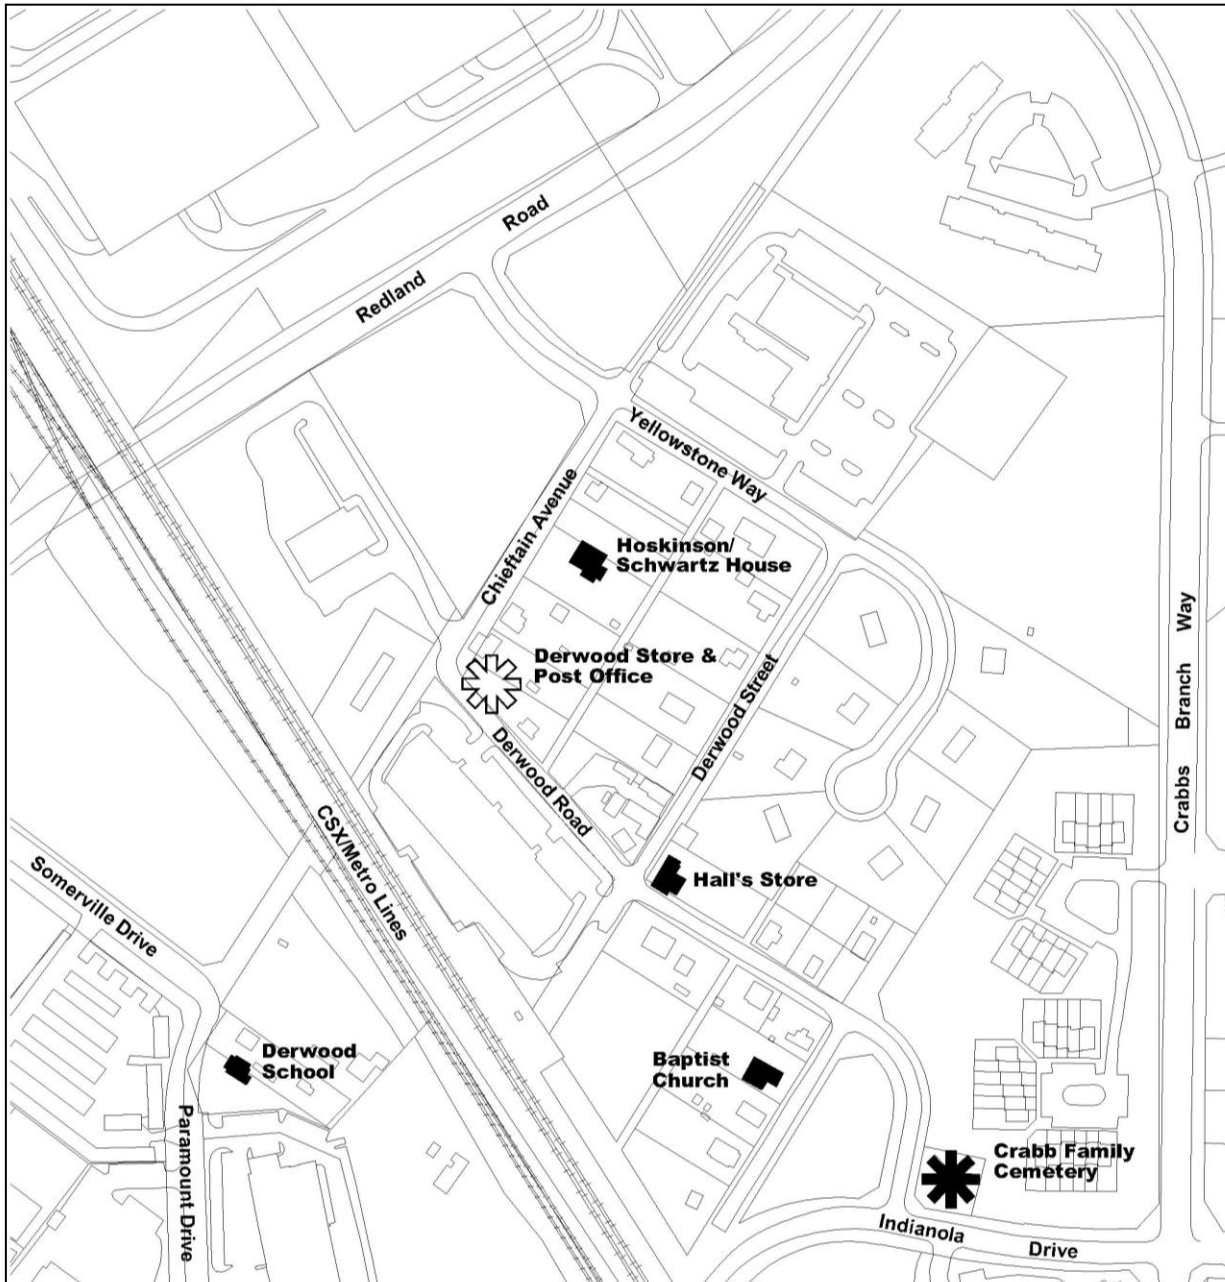 Redland Road
Yellowstone Way
Chieftain Avenue
Hoskinson/
Schwartz House
Crabbs Branch Way
Derwood Store &
Post Office
Derwood Street
Derwood Road
CSX/Metro Lines
Hall's Store
Somerville Drive
Derwood
School
Baptist
Church
Paramount Drive
Crabb Family
Cemetery
Indianola Drive